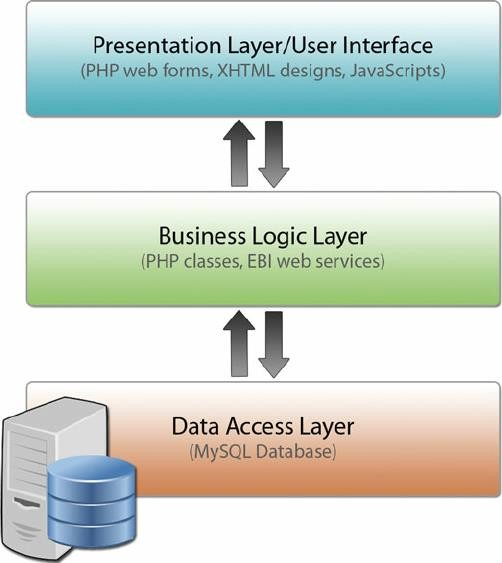 Presentation Layer/User Interface
(PHP web forms, XHTML designs, JavaScripts)
Business Logic Layer
(PHP classes, EBI web services)
Data Access Layer
(MySQL Database)